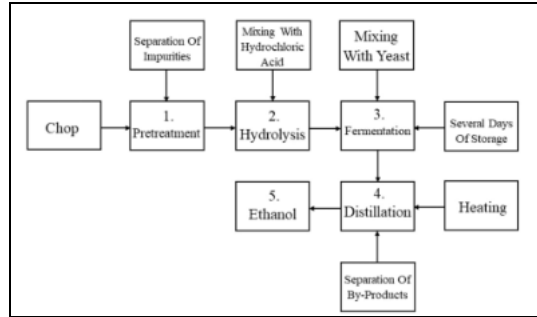 Separation Of
Impurities
Mixing With
Hydrochloric
Acid
Mixing
With Yeast
Chop
1.
Pretreatment
2.
Hydrolysis
3.
Fermentation
Several Days
Of Storage
5.
Ethanol
4.
Distillation
Heating
Separation Of
By-Products